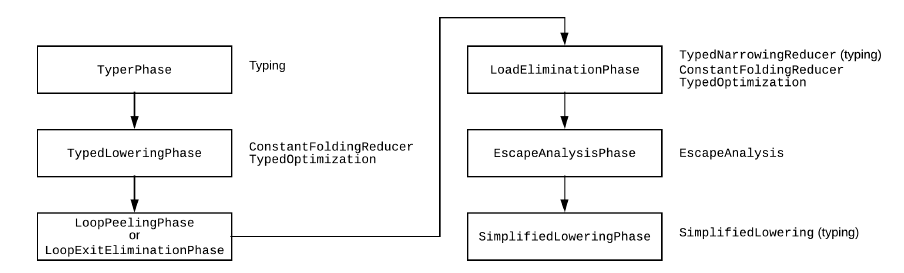 TyperPhase
Typing
TypedLoweringPhase
ConstantFoldingReducer
TypedOptimization
LoopPeelingPhase
or
LoopExitEliminationPhase
LoadEliminationPhase
TypedNarrowingReducer (typing)
ConstantFoldingReducer
TypedOptimization
EscapeAnalysisPhase
EscapeAnalysis
SimplifiedLoweringPhase
SimplifiedLowering (typing)